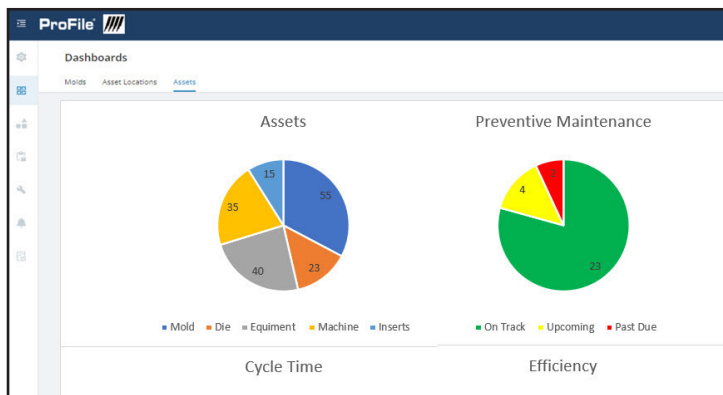 ProFile®
Dashboards
Molds Asset Locations Assets
Assets
15
55
35
40
23
Mold Die Equiment Machine Inserts
Preventive Maintenance
2
4
23
On Track Upcoming Past Due
Cycle Time
Efficiency